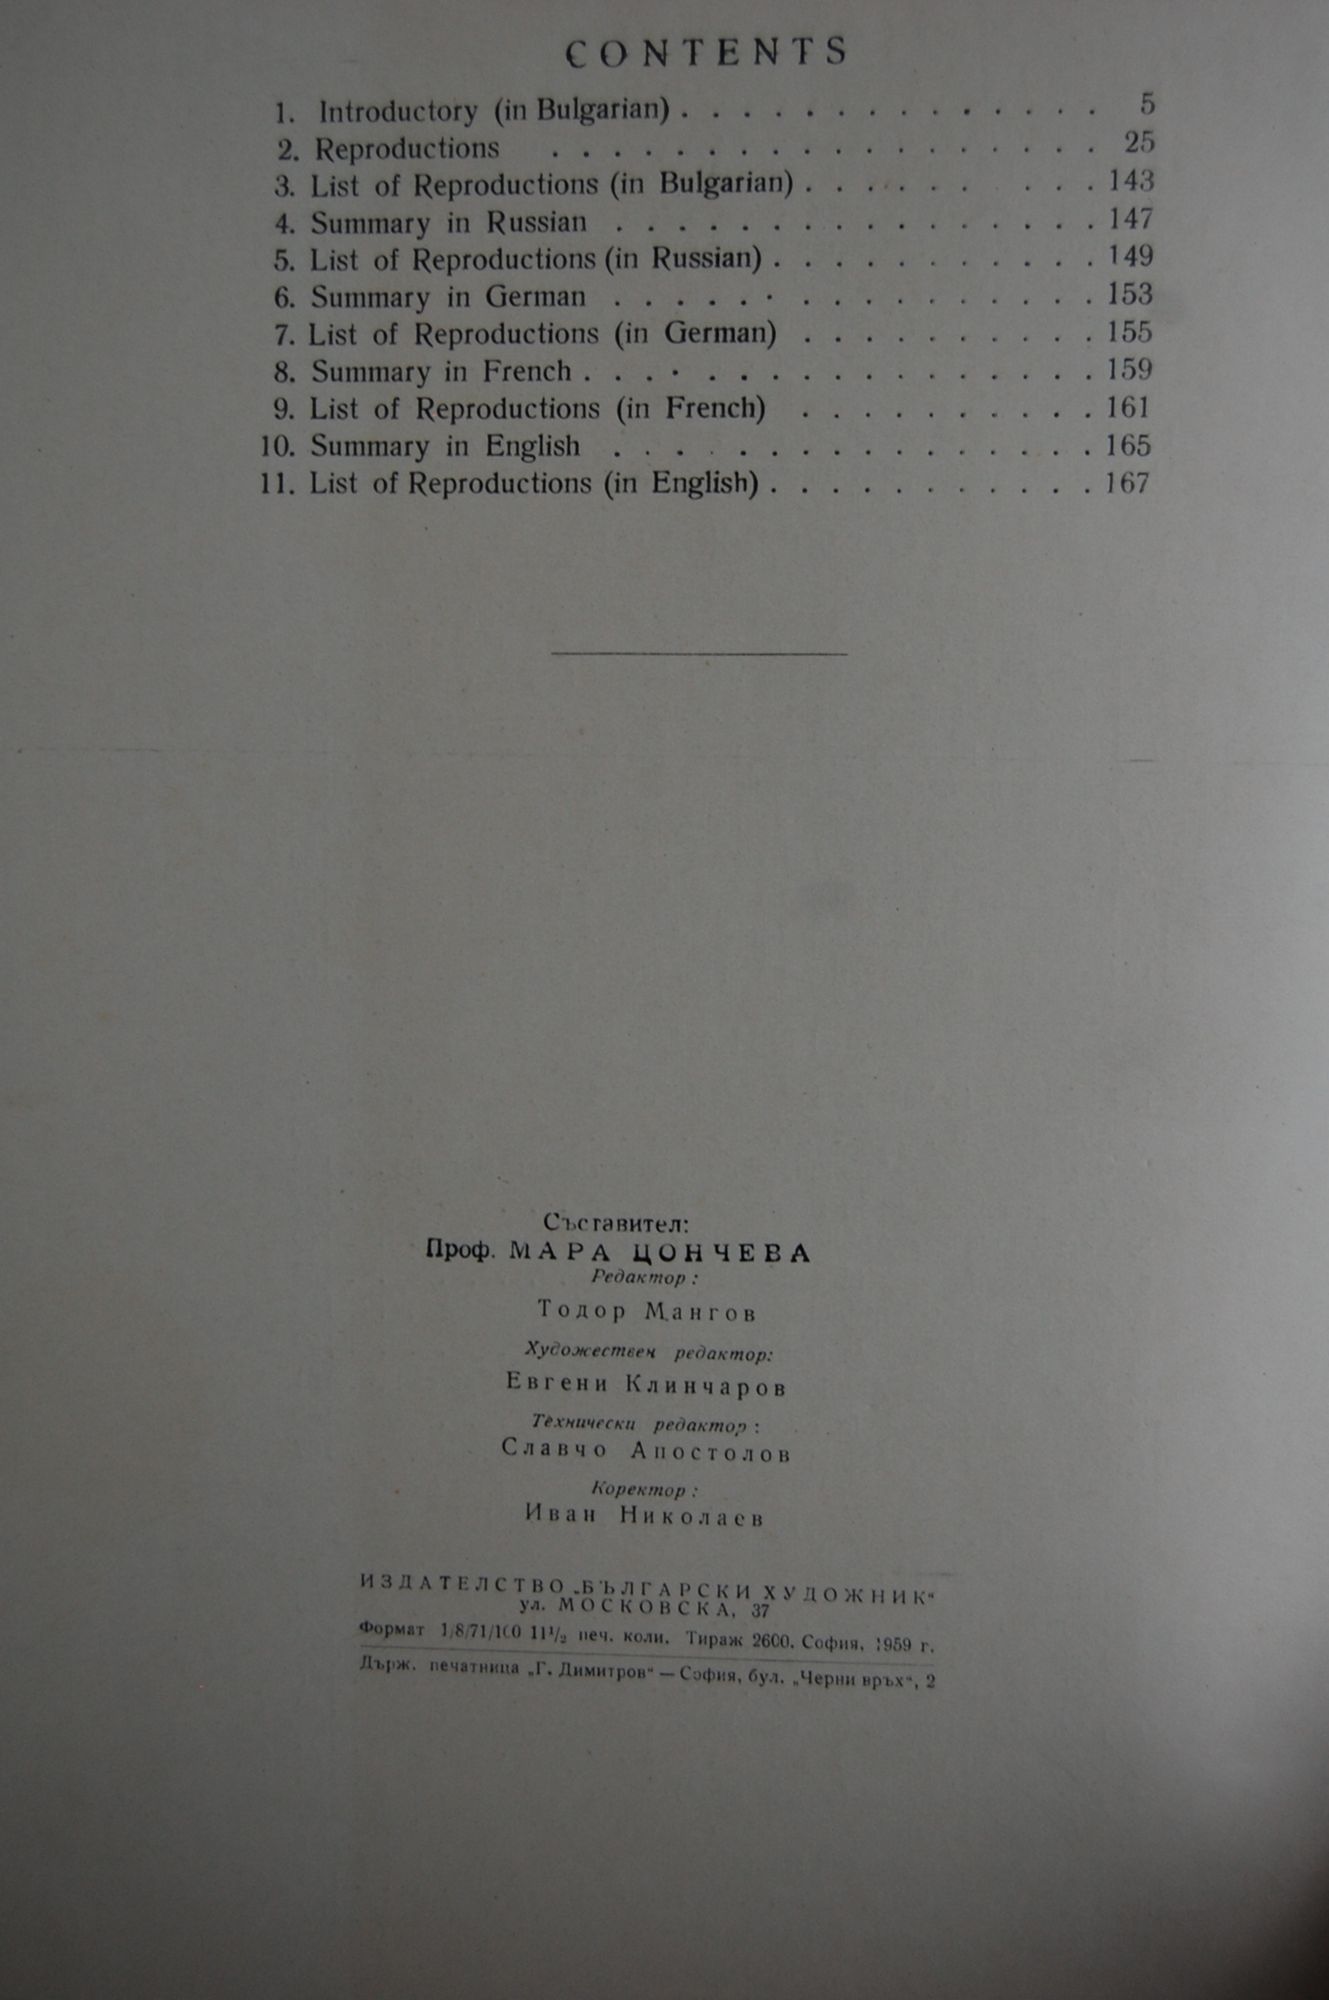 CONTENTS
1. Introductory (in Bulgarian) . . . . . . . . . . . . . . 5
2. Reproductions . . . . . . . . . . . . . . . . . . 25
3. List of Reproductions (in Bulgarian) . . . . . . . . . 143
4. Summary in Russian . . . . . . . . . . . . . . . . 147
5. List of Reproductions (in Russian) . . . . . . . . . . . 149
6. Summary in German . . . . . . . . . . . . . . . . 153
7. List of Reproductions (in German) . . . . . . . . . . 155
8. Summary in French . . . . . . . . . . . . . . . . . 159
9. List of Reproductions (in French) . . . . . . . . . . 161
10. Summary in English . . . . . . . . . . . . . . . . 165
11. List of Reproductions (in English) . . . . . . . . . . . 167
Съставител:
Проф. МАРА ЦОНЧЕВА
Редактор:
Тодор Мангов
Художествен редактор:
Евгени Клинчаров
Технически редактор:
Славчо Апостолов
Коректор:
Иван Николаев
ИЗДАТЕЛСТВО „БЪЛГАРСКИ ХУДОЖНИК“
ул. МОСКОВСКА, 37
Формат 1/8/71/100 11½ печ. коли. Тираж 2600. София, 1959 г.
Държ. печатница „Г. Димитров“ — София, бул. „Черни връх“, 2